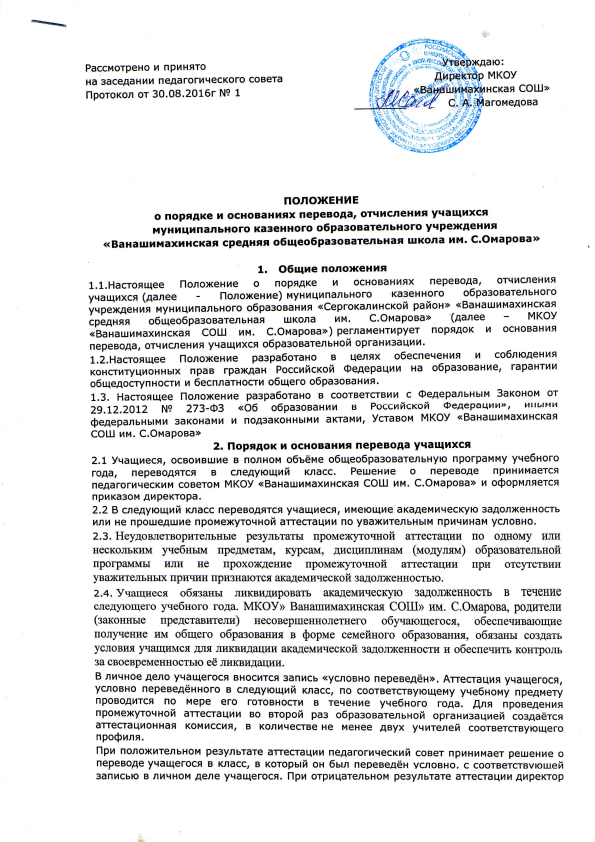 Рассмотрено и принято
на заседании педагогического совета
Протокол от 30.08.2016г № 1
Утверждаю:
Директор МКОУ
«Ванашимахинская СОШ»
С. А. Магомедова
ПОЛОЖЕНИЕ
о порядке и основаниях перевода, отчисления учащихся
муниципального казенного образовательного учреждения
«Ванашимахинская средняя общеобразовательная школа им. С.Омарова»
1. Общие положения
1.1.Настоящее Положение о порядке и основаниях перевода, отчисления
учащихся (далее - Положение) муниципального казенного образовательного
учреждения муниципального образования «Сергокалинский район» «Ванашимахинская
средняя общеобразовательная школа им. С.Омарова» (далее – МКОУ
«Ванашимахинская СОШ им. С.Омарова») регламентирует порядок и основания
перевода, отчисления учащихся образовательной организации.
1.2.Настоящее Положение разработано в целях обеспечения и соблюдения
конституционных прав граждан Российской Федерации на образование, гарантии
общедоступности и бесплатности общего образования.
1.3. Настоящее Положение разработано в соответствии с Федеральным Законом от
29.12.2012 № 273-ФЗ «Об образовании в Российской Федерации», иными
федеральными законами и подзаконными актами, Уставом МКОУ «Ванашимахинская
СОШ им. С.Омарова»
2. Порядок и основания перевода учащихся
2.1 Учащиеся, освоившие в полном объёме общеобразовательную программу учебного
года, переводятся в следующий класс. Решение о переводе принимается
педагогическим советом МКОУ «Ванашимахинская СОШ им. С.Омарова» и оформляется
приказом директора.
2.2 В следующий класс переводятся учащиеся, имеющие академическую задолженность
или не прошедшие промежуточной аттестации по уважительным причинам условно.
2.3. Неудовлетворительные результаты промежуточной аттестации по одному или
нескольким учебным предметам, курсам, дисциплинам (модулям) образовательной
программы или не прохождение промежуточной аттестации при отсутствии
уважительных причин признаются академической задолженностью.
2.4. Учащиеся обязаны ликвидировать академическую задолженность в течение
следующего учебного года. МКОУ» Ванашимахинская СОШ» им. С.Омарова, родители
(законные представители) несовершеннолетнего обучающегося, обеспечивающие
получение им общего образования в форме семейного образования, обязаны создать
условия учащимся для ликвидации академической задолженности и обеспечить контроль
за своевременностью её ликвидации.
В личное дело учащегося вносится запись «условно переведён». Аттестация учащегося,
условно переведённого в следующий класс, по соответствующему учебному предмету
проводится по мере его готовности в течение учебного года. Для проведения
промежуточной аттестации во второй раз образовательной организацией создаётся
аттестационная комиссия, в количестве не менее двух учителей соответствующего
профиля.
При положительном результате аттестации педагогический совет принимает решение о
переводе учащегося в класс, в который он был переведён условно, с соответствующей
записью в личном деле учащегося. При отрицательном результате аттестации директор